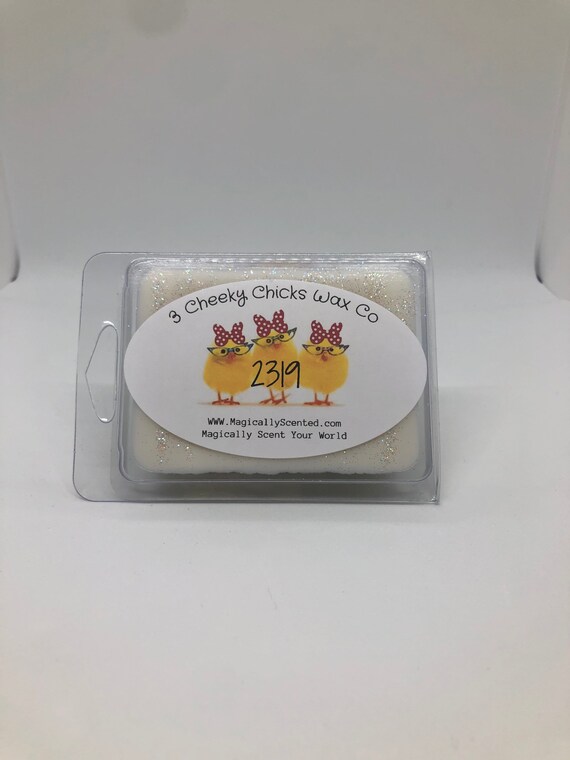 3 Cheeky Chicks Wax Co
2319
WWW.MagicallyScented.com
Magically Scent Your World